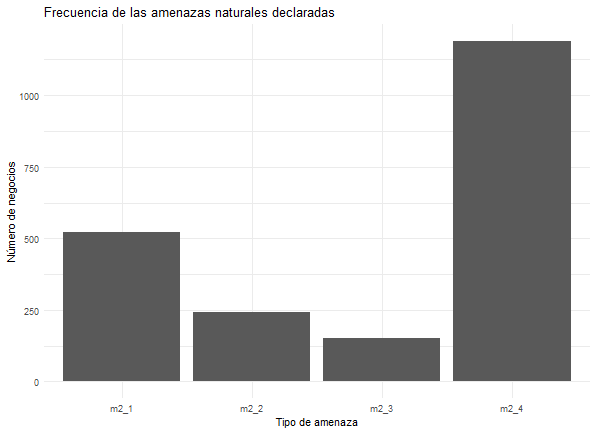 Frecuencia de las amenazas naturales declaradas
Número de negocios
1000
750
500
250
0
m2_1
m2_2
m2_3
m2_4
Tipo de amenaza